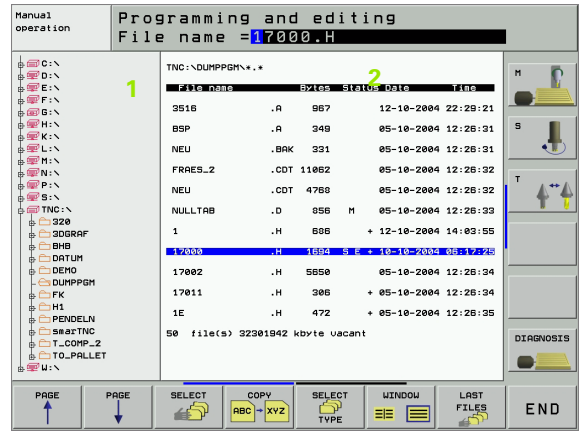 Manual
operation
Programming and editing
File name =17000.H
C:\
D:\
E:\
F:\
G:\
H:\
K:\
L:\
M:\
N:\
P:\
S:\
TNC:\
320
3DGRAF
BHB
DATUM
DEMO
DUMPPGM
FK
H1
PENDELN
smarTNC
T_COMP_2
TO_PALLET
W:\
1
TNC:\DUMPPGM\*.*
2
File name Bytes Status Date Time
3516 .A 967 12-10-2004 22:29:21
BSP .A 349 05-10-2004 12:26:31
NEU .BAK 331 05-10-2004 12:26:31
FRAES_2 .CDT 11062 05-10-2004 12:26:32
NEU .CDT 4768 05-10-2004 12:26:32
NULLTAB .D 856 M 05-10-2004 12:26:33
1 .H 686 + 12-10-2004 14:03:55
17000 .H 1694 S E + 10-10-2004 06:17:25
17002 .H 5650 05-10-2004 12:26:34
17011 .H 306 + 05-10-2004 12:26:34
1E .H 472 + 05-10-2004 12:26:35
50 file(s) 32301942 kbyte vacant
M
S
T
DIAGNOSIS
PAGE
PAGE
SELECT
COPY
ABC → XYZ
SELECT
TYPE
WINDOW
LAST
FILES
END